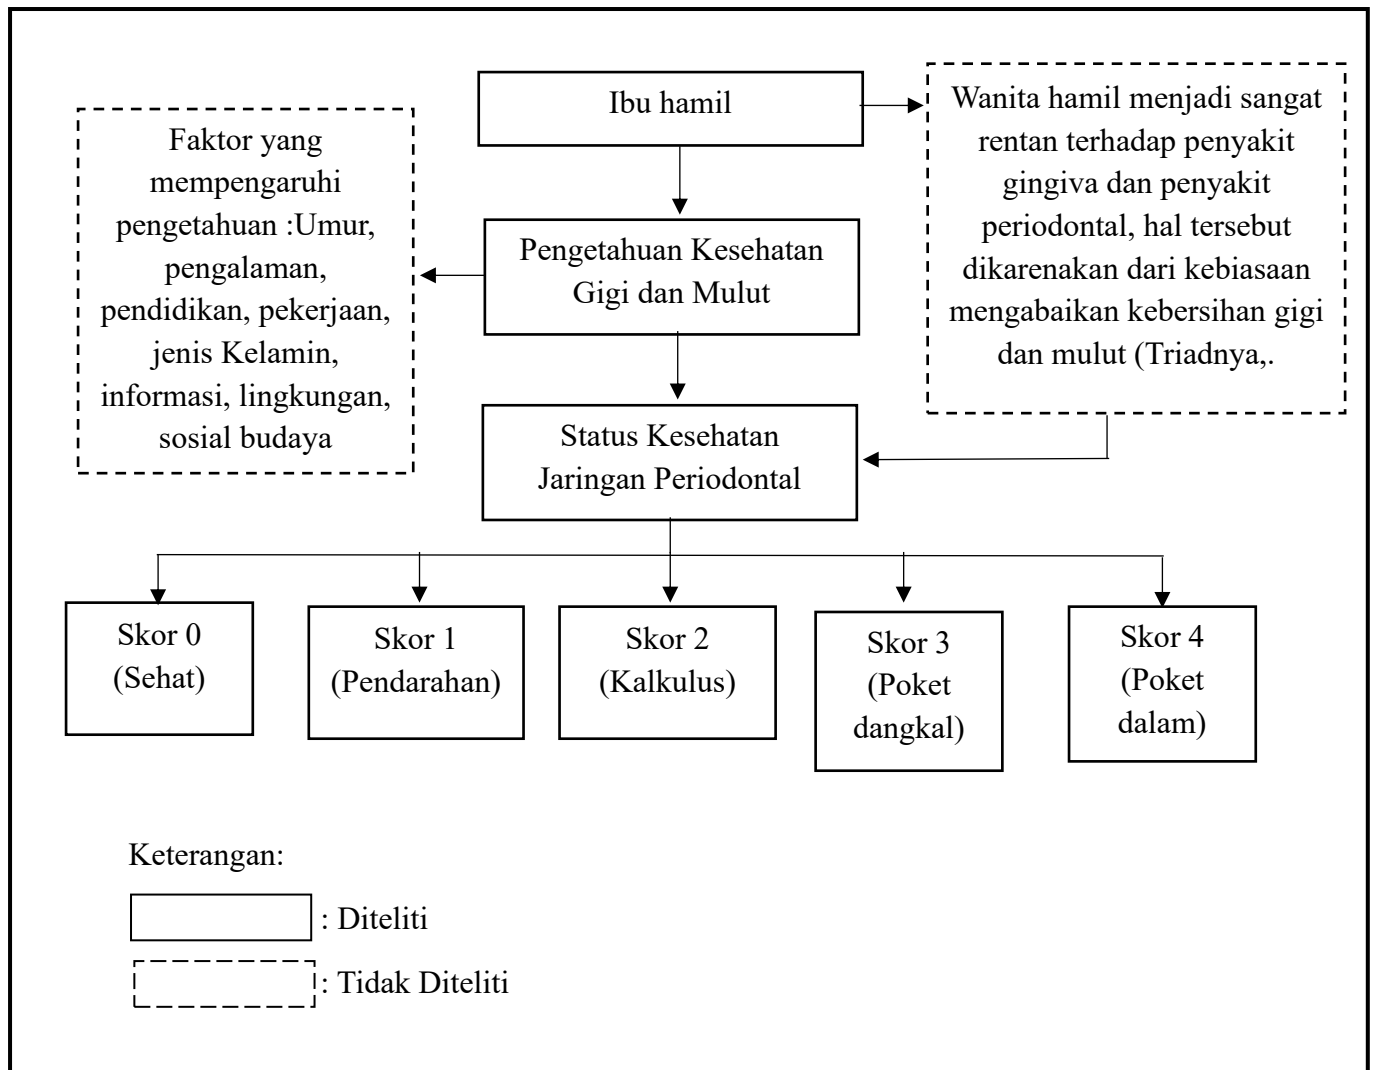 Ibu hamil
Faktor yang
mempengaruhi
pengetahuan :Umur,
pengalaman,
pendidikan, pekerjaan,
jenis Kelamin,
informasi, lingkungan,
sosial budaya
Pengetahuan Kesehatan
Gigi dan Mulut
Wanita hamil menjadi sangat
rentan terhadap penyakit
gingiva dan penyakit
periodontal, hal tersebut
dikarenakan dari kebiasaan
mengabaikan kebersihan gigi
dan mulut (Triadnya,.
Status Kesehatan
Jaringan Periodontal
Skor 0
(Sehat)
Skor 1
(Pendarahan)
Skor 2
(Kalkulus)
Skor 3
(Poket
dangkal)
Skor 4
(Poket
dalam)
Keterangan:
: Diteliti
: Tidak Diteliti